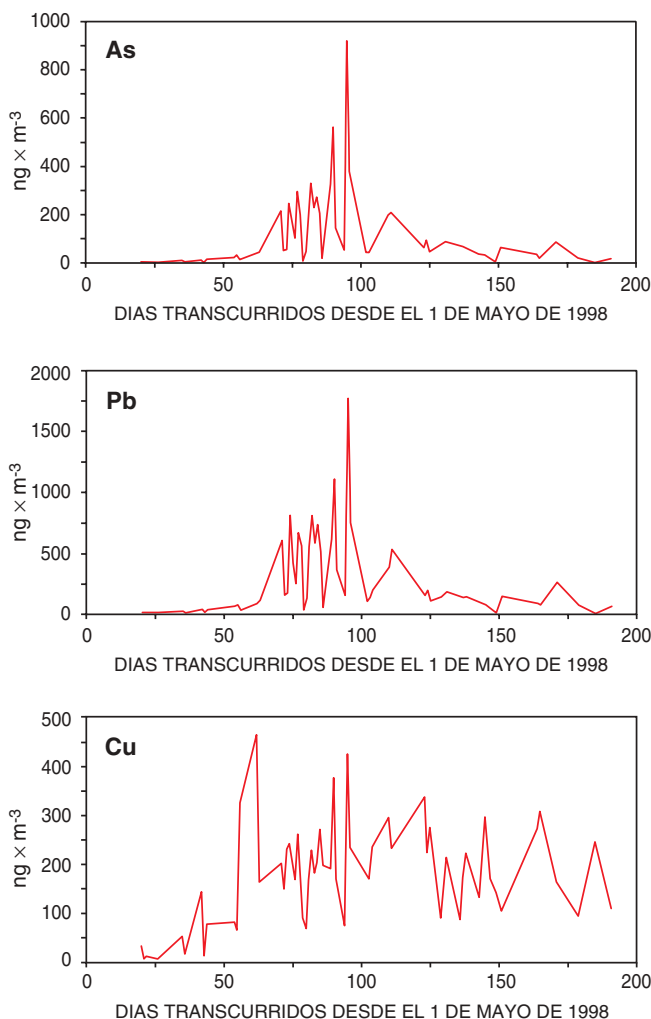 1000
As
800
600
ng × m-3
400
200
0
0 50 100 150 200
DIAS TRANSCURRIDOS DESDE EL 1 DE MAYO DE 1998
2000
Pb
1500
ng × m-3
1000
500
0
0 50 100 150 200
DIAS TRANSCURRIDOS DESDE EL 1 DE MAYO DE 1998
500
Cu
400
300
ng × m-3
200
100
0
0 50 100 150 200
DIAS TRANSCURRIDOS DESDE EL 1 DE MAYO DE 1998